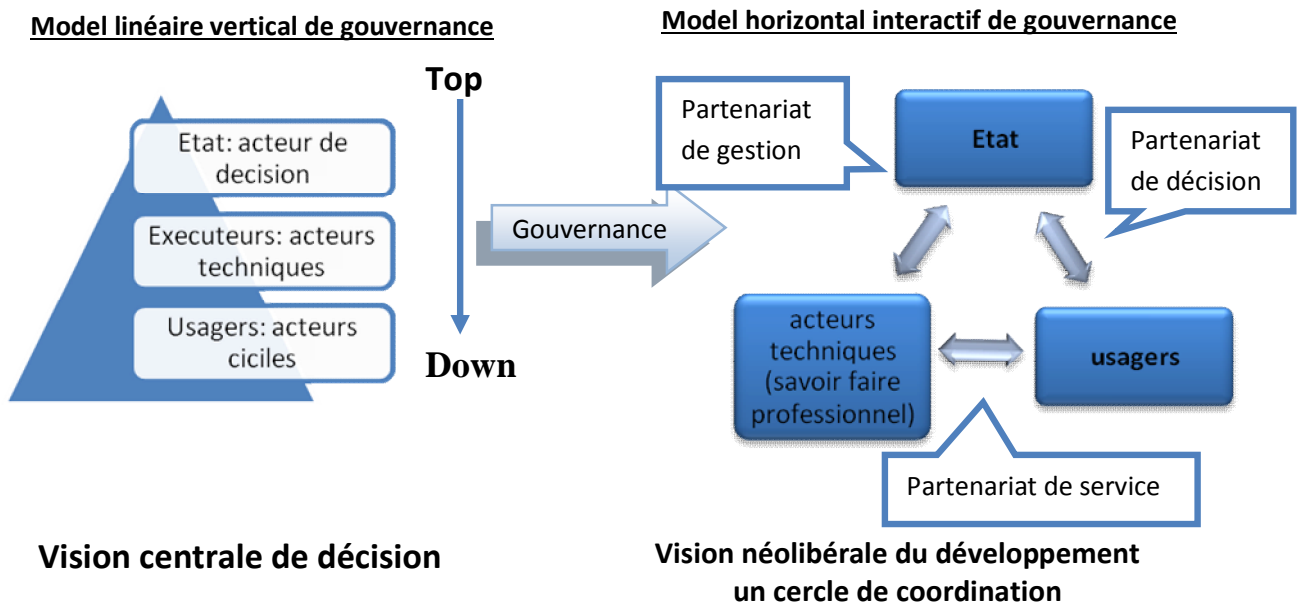 Model linéaire vertical de gouvernance
Top
Etat: acteur de
decision
Executeurs: acteurs
techniques
Usagers: acteurs
ciciles
Down
Vision centrale de décision
Gouvernance
Model horizontal interactif de gouvernance
Partenariat
de gestion
Etat
Partenariat
de décision
acteurs
techniques
(savoir faire
professionnel)
usagers
Partenariat de service
Vision néolibérale du développement
un cercle de coordination